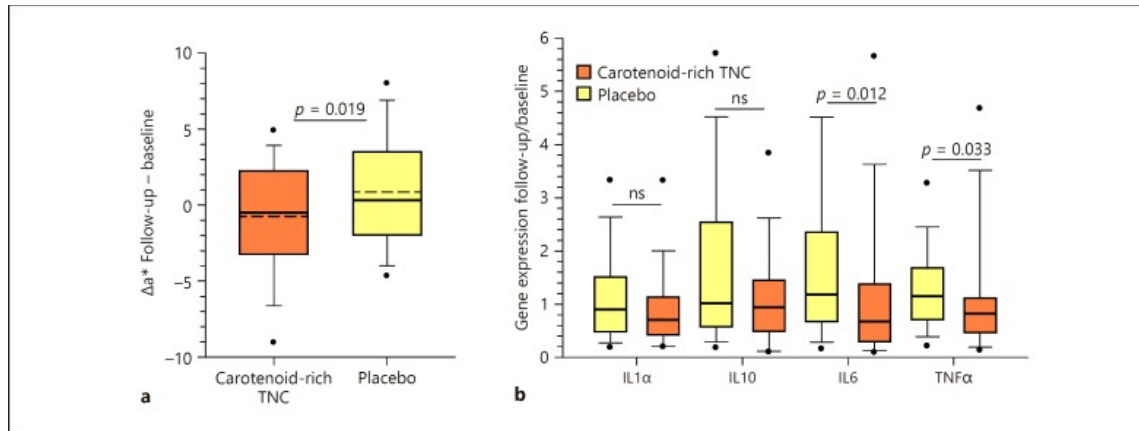 10
5
0
–5
–10
Δa* Follow-up – baseline
p = 0.019
Carotenoid-rich
TNC
Placebo
a
6
5
4
3
2
1
0
Gene expression follow-up/baseline
Carotenoid-rich TNC
Placebo
ns
ns
p = 0.012
p = 0.033
IL1α
IL10
IL6
TNFα
b